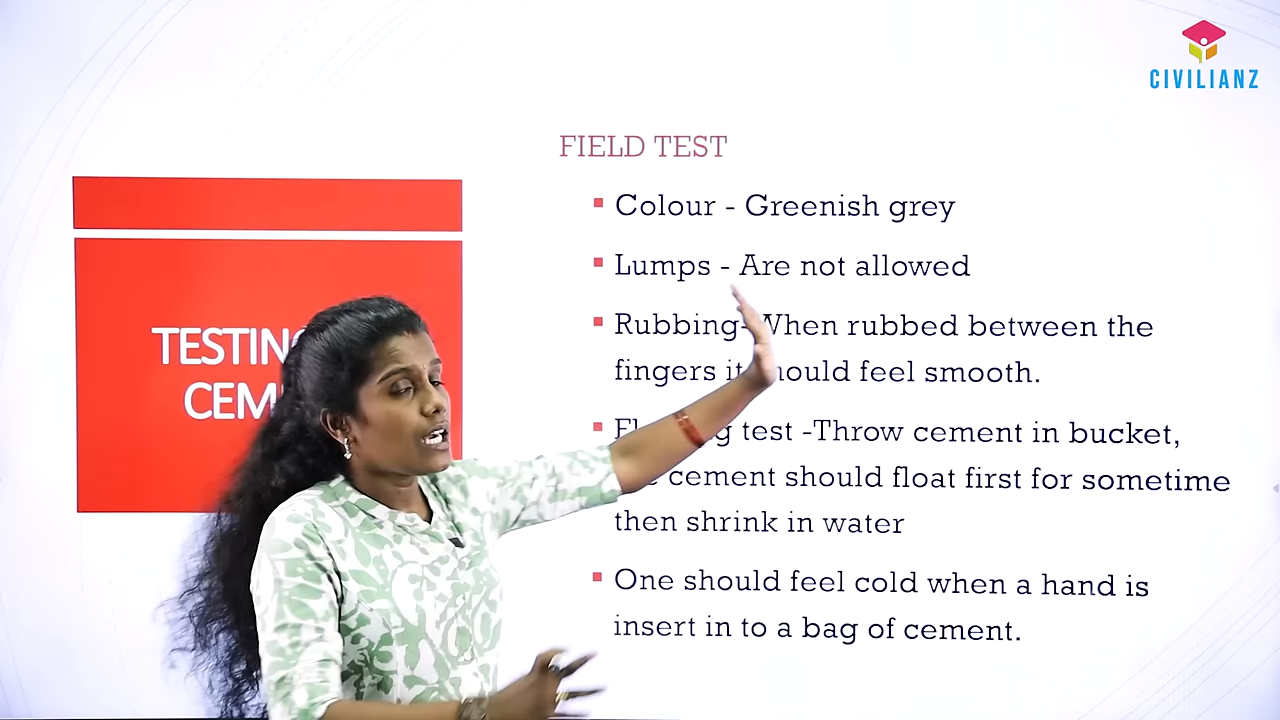 CIVILIANZ
FIELD TEST
Colour - Greenish grey
Lumps - Are not allowed
Rubbing-When rubbed between the
fingers it should feel smooth.
test -Throw cement in bucket,
cement should float first for sometime
then shrink in water
One should feel cold when a hand is
insert in to a bag of cement.
TESTING